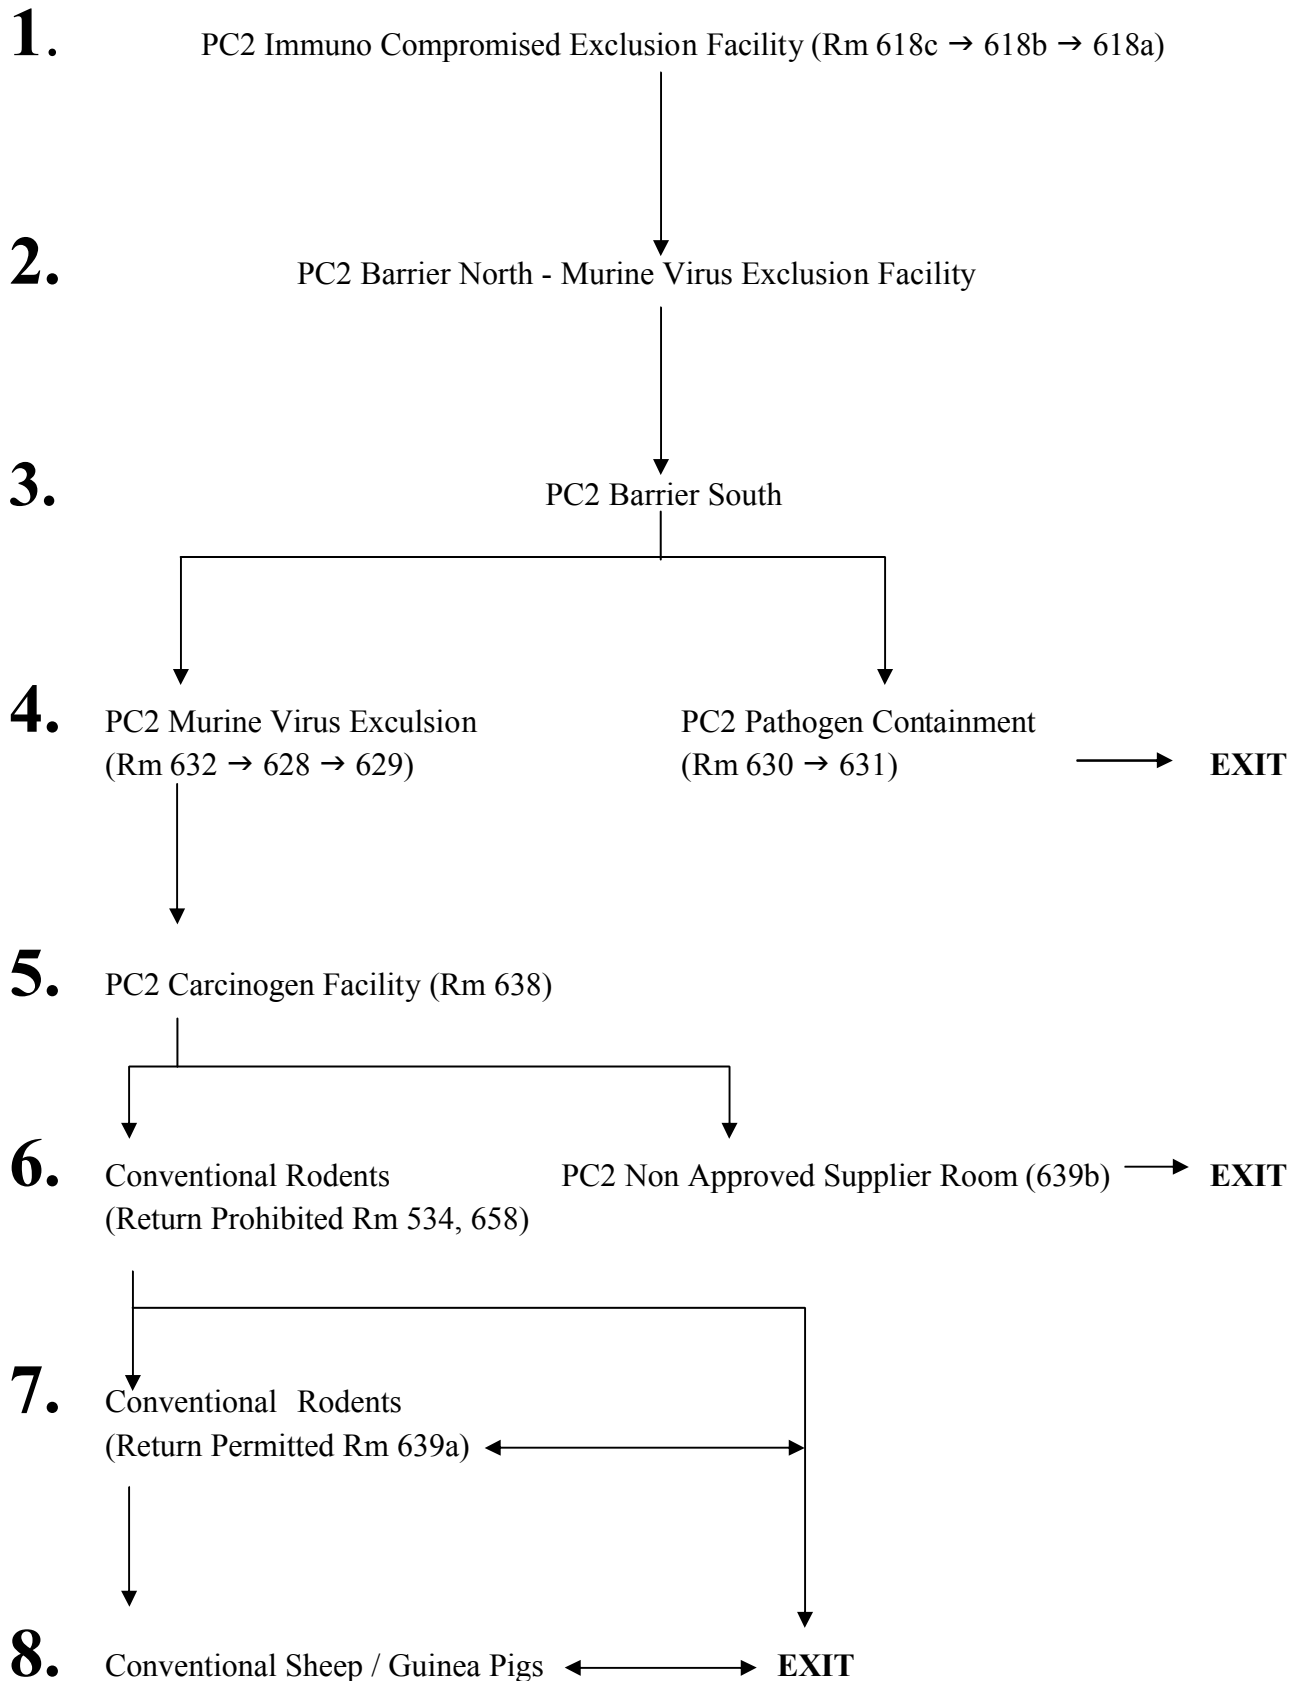 1. PC2 Immuno Compromised Exclusion Facility (Rm 618c → 618b → 618a)
2. PC2 Barrier North - Murine Virus Exclusion Facility
3. PC2 Barrier South
4. PC2 Murine Virus Exculsion
(Rm 632 → 628 → 629)
PC2 Pathogen Containment
(Rm 630 → 631)
EXIT
5. PC2 Carcinogen Facility (Rm 638)
6. Conventional Rodents
(Return Prohibited Rm 534, 658)
PC2 Non Approved Supplier Room (639b)
EXIT
7. Conventional Rodents
(Return Permitted Rm 639a)
8. Conventional Sheep / Guinea Pigs
EXIT